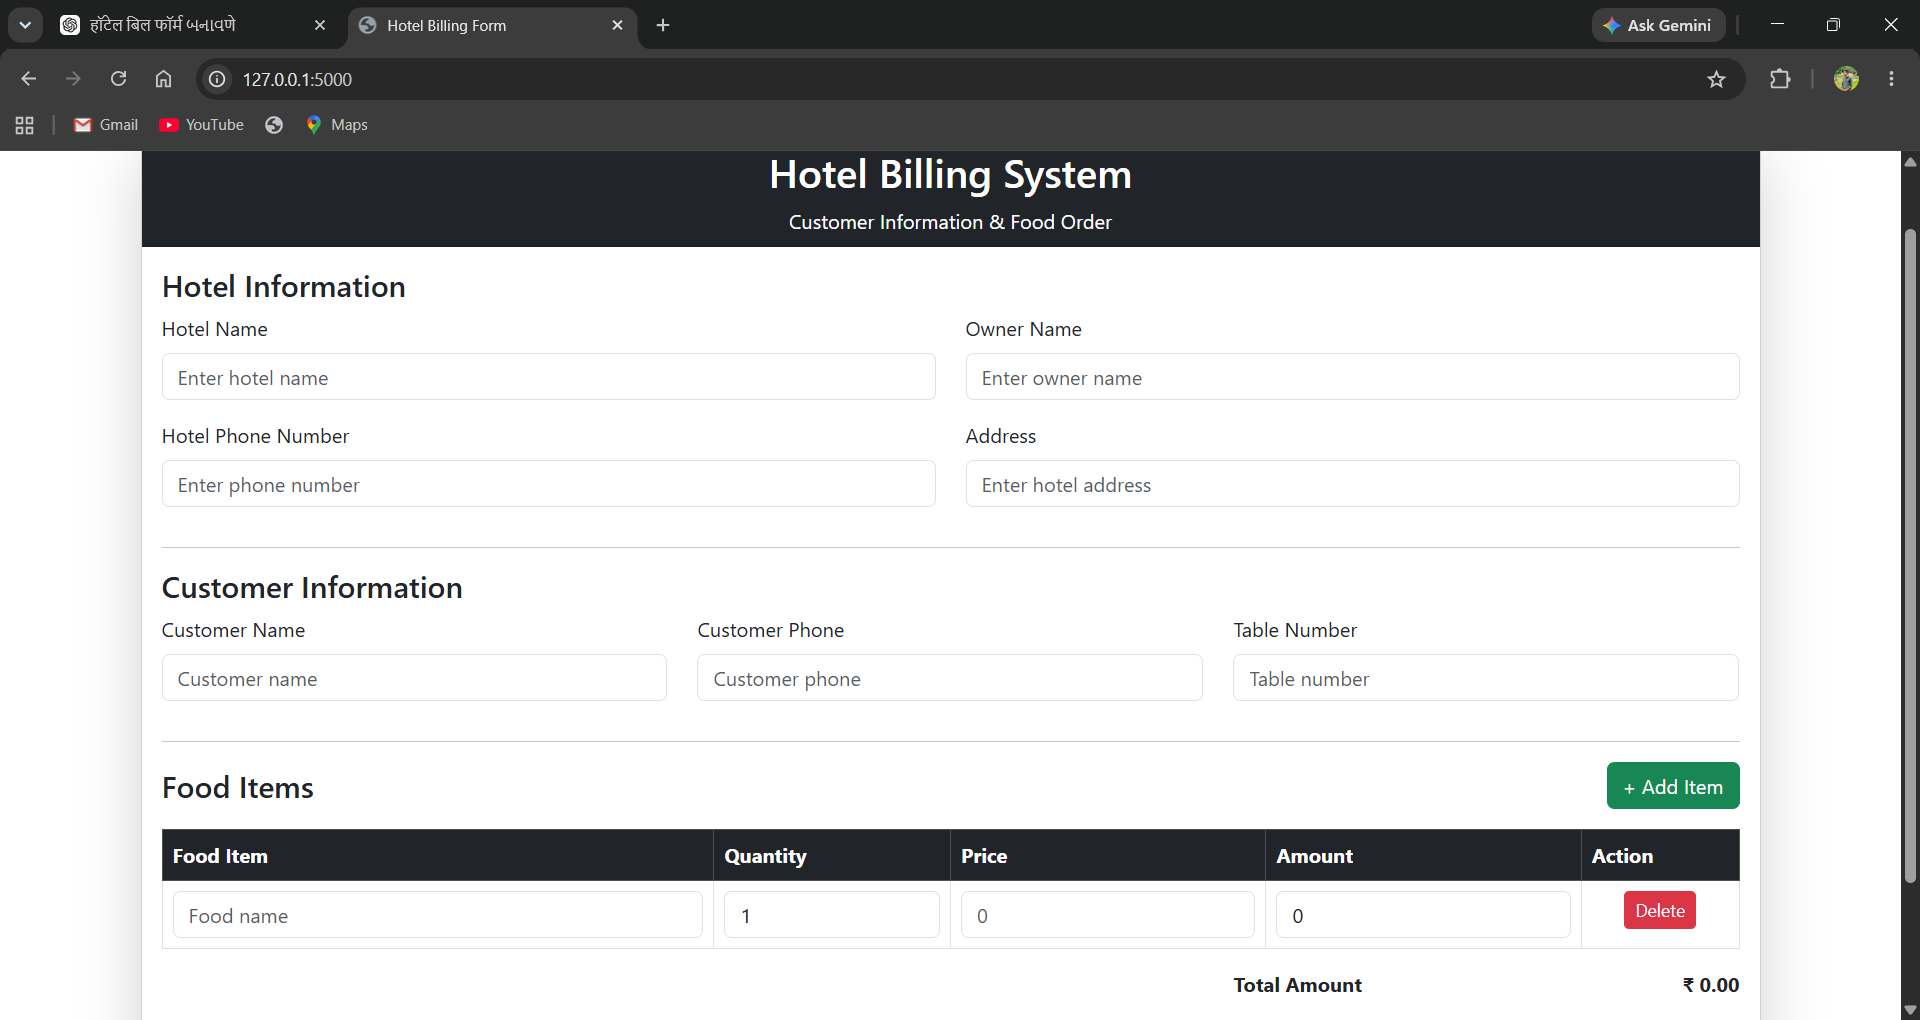 हॉटेल बिल फॉर्म બનાવणे
Hotel Billing Form
Ask Gemini
127.0.0.1:5000
Gmail
YouTube
Maps
Hotel Billing System
Customer Information & Food Order
Hotel Information
Hotel Name
Owner Name
Enter hotel name
Enter owner name
Hotel Phone Number
Address
Enter phone number
Enter hotel address
Customer Information
Customer Name
Customer Phone
Table Number
Customer name
Customer phone
Table number
Food Items
+ Add Item
Food Item Quantity Price Amount Action
Food name 1 0 0 Delete
Total Amount ₹ 0.00